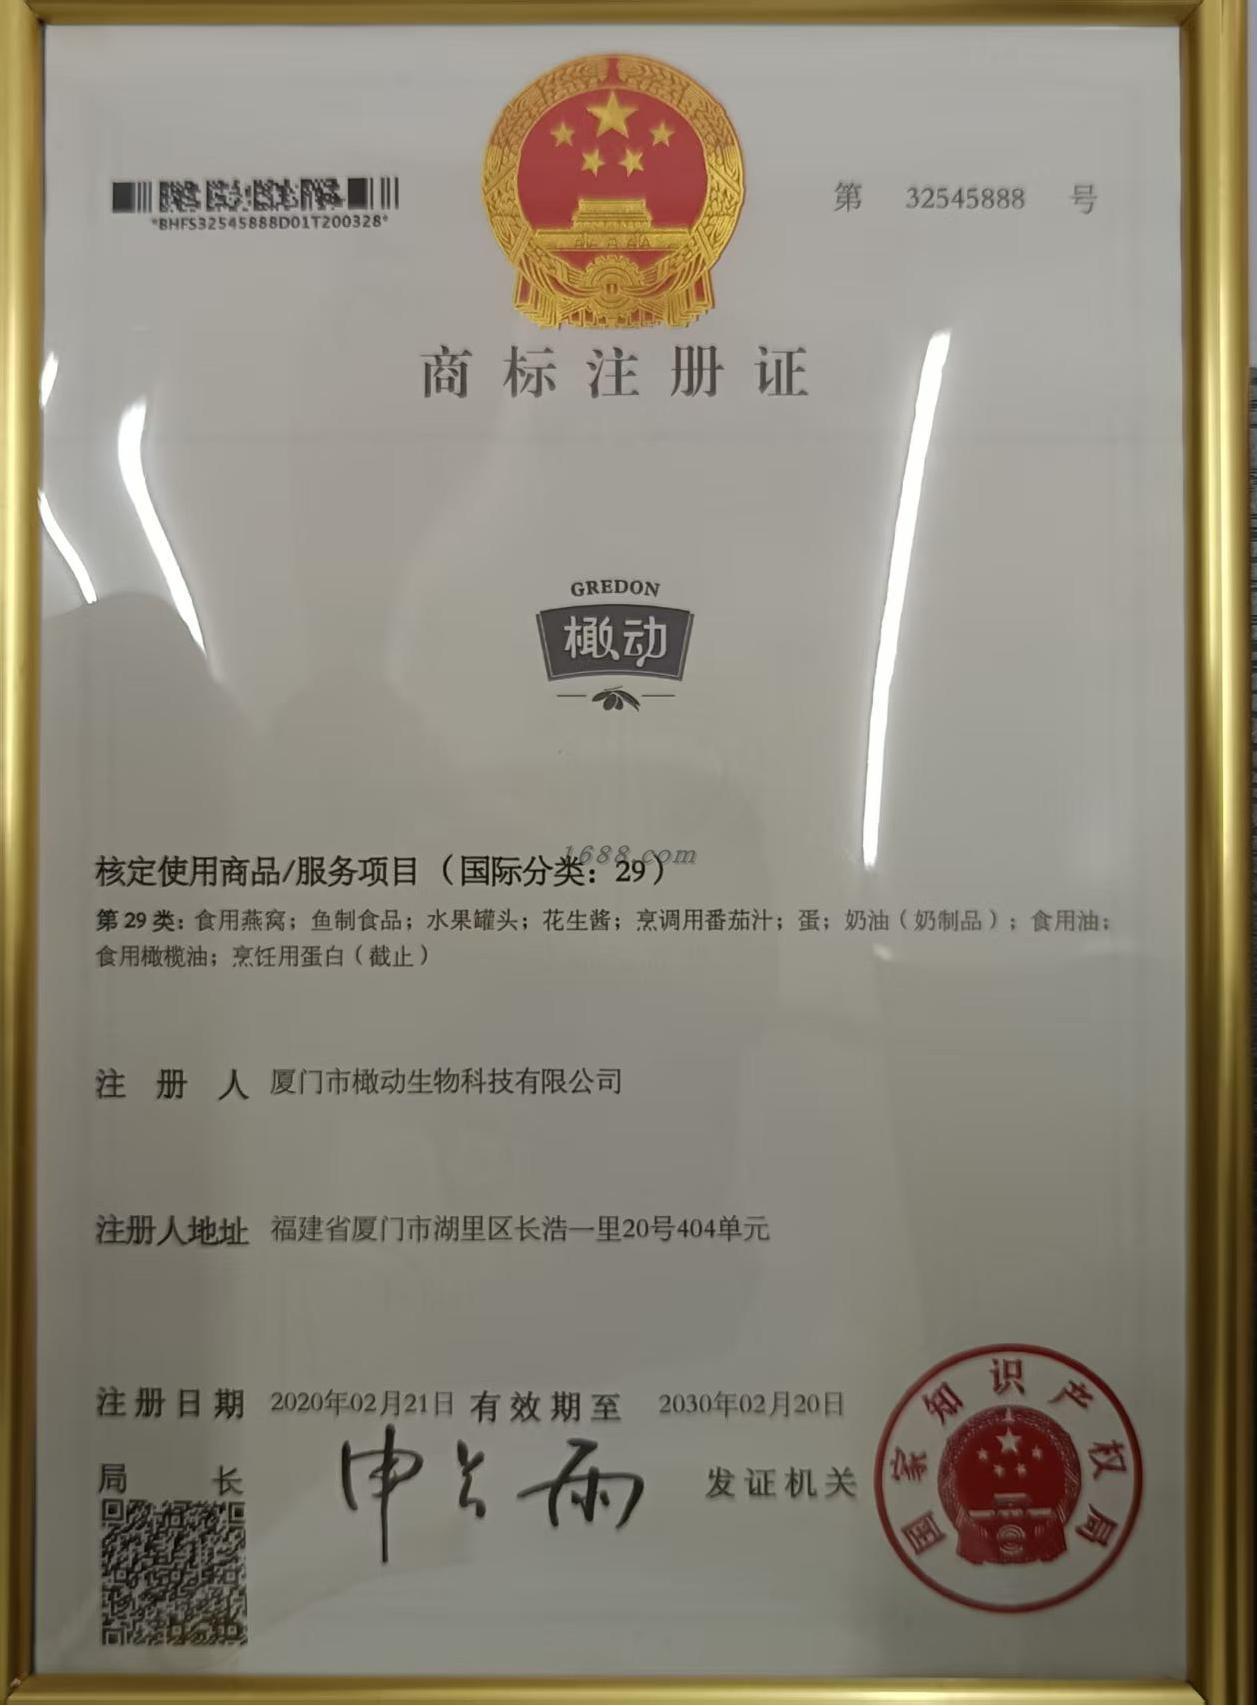 第 32545888 号
*BHFS32545888D01T200328*
商标注册证
GREDON
橄动
1688.com
核定使用商品/服务项目（国际分类：29）
第29类：食用燕窝；鱼制食品；水果罐头；花生酱；烹调用番茄汁；蛋；奶油（奶制品）；食用油；
食用橄榄油；烹饪用蛋白（截止）
注册人 厦门市橄动生物科技有限公司
注册人地址 福建省厦门市湖里区长浩一里20号404单元
注册日期 2020年02月21日 有效期至 2030年02月20日
局长 申长雨 发证机关
国家知识产权局